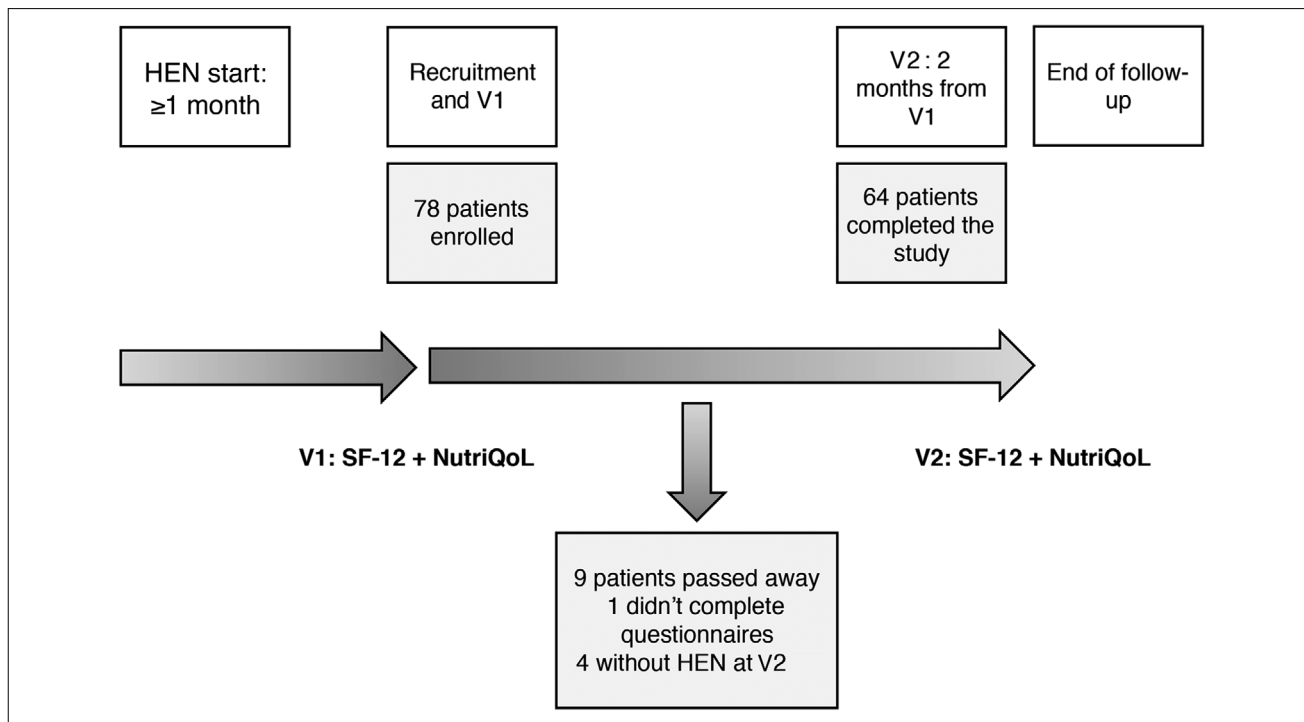 HEN start:
≥1 month
Recruitment
and V1
V2 : 2
months from
V1
End of follow-
up
78 patients
enrolled
64 patients
completed the
study
V1: SF-12 + NutriQoL
V2: SF-12 + NutriQoL
9 patients passed away
1 didn’t complete
questionnaires
4 without HEN at V2